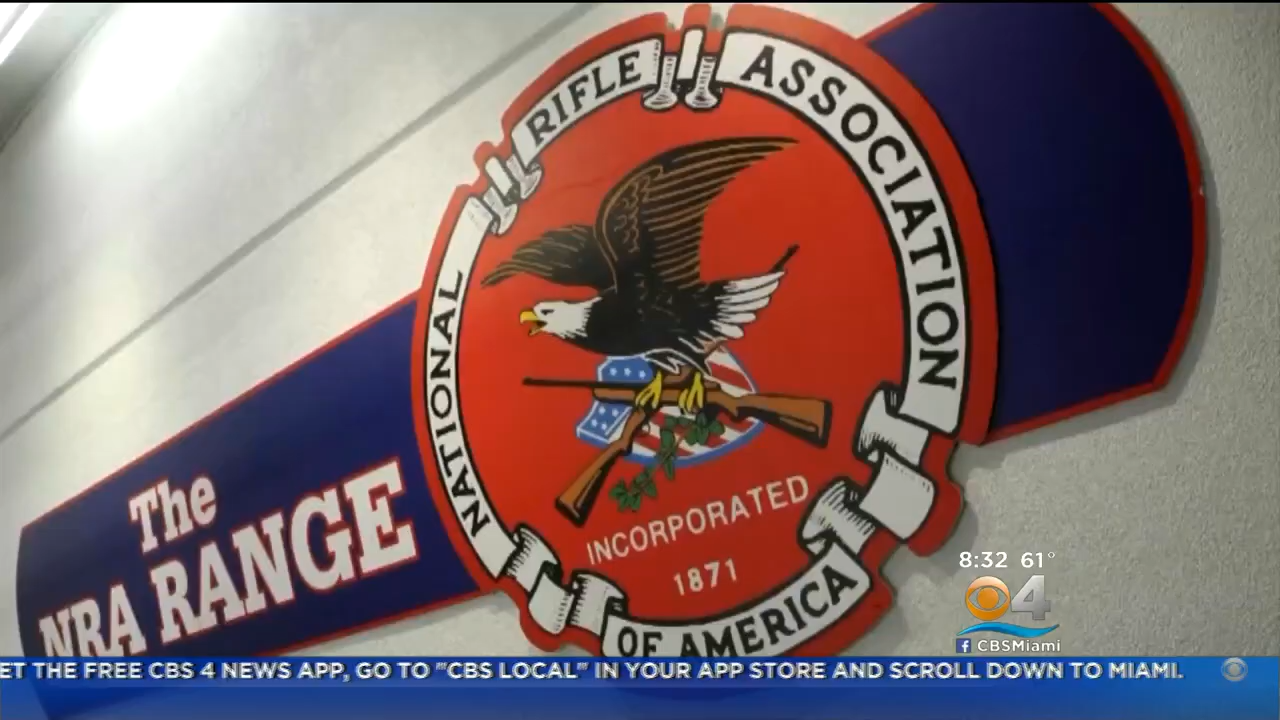 NATIONAL RIFLE ASSOCIATION
OF AMERICA
INCORPORATED
1871
The
NRA RANGE
8:32 61°
4
CBSMiami
ET THE FREE CBS 4 NEWS APP, GO TO "'CBS LOCAL" IN YOUR APP STORE AND SCROLL DOWN TO MIAMI.